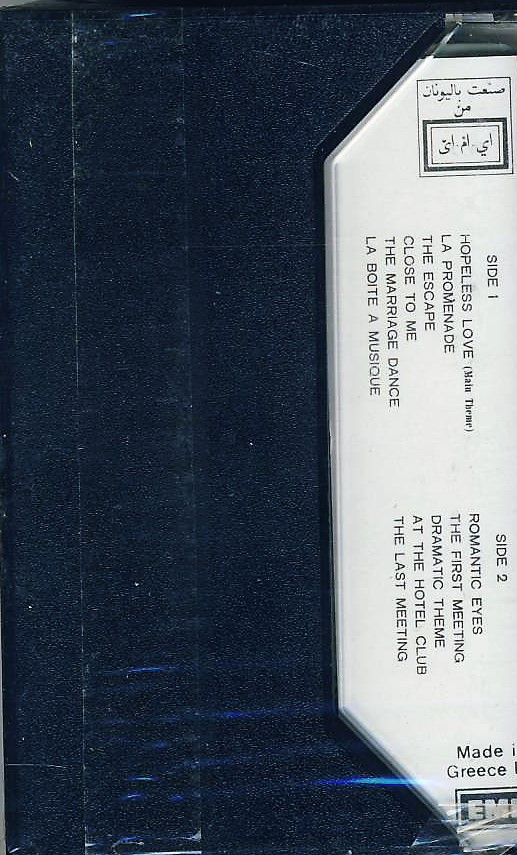 صنعت باليونان
من
اي.ام.اي
SIDE 1
HOPELESS LOVE (Main Theme)
LA PROMENADE
THE ESCAPE
CLOSE TO ME
THE MARRIAGE DANCE
LA BOITE A MUSIQUE
SIDE 2
ROMANTIC EYES
THE FIRST MEETING
DRAMATIC THEME
AT THE HOTEL CLUB
THE LAST MEETING
Made
Greece
EMI